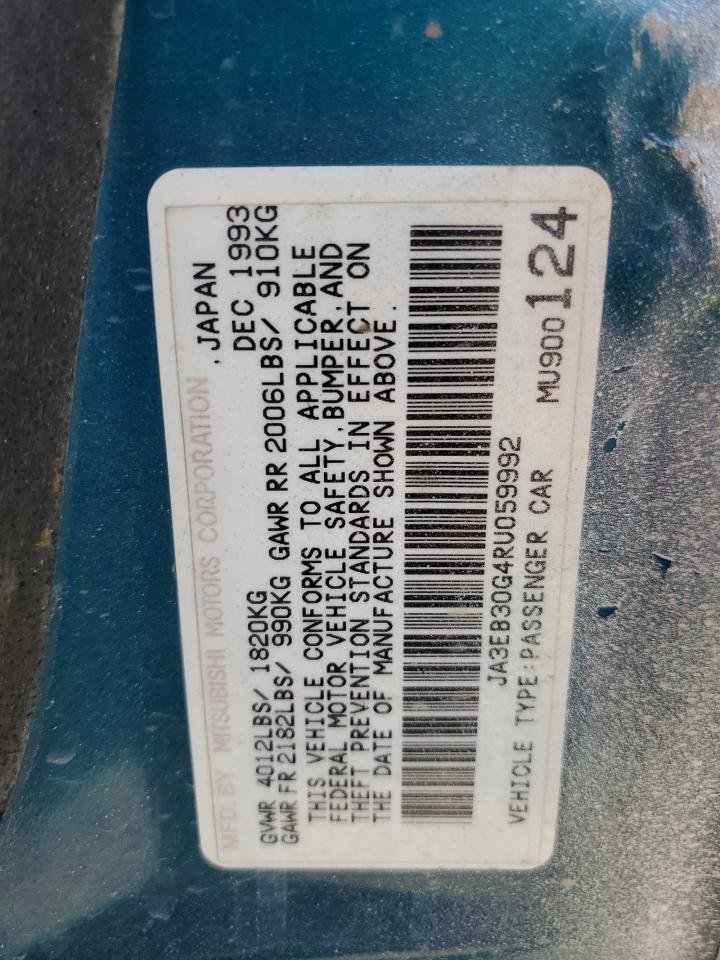 MFD. BY MITSUBISHI MOTORS CORPORATION , JAPAN
GVWR 4012LBS/ 1820KG DEC 1993
GAWR FR 2182LBS/ 990KG GAWR RR 2006LBS/ 910KG
THIS VEHICLE CONFORMS TO ALL APPLICABLE
FEDERAL MOTOR VEHICLE SAFETY,BUMPER,AND
THEFT PREVENTION STANDARDS IN EFFECT ON
THE DATE OF MANUFACTURE SHOWN ABOVE.
JA3EB30G4RU059992
VEHICLE TYPE:PASSENGER CAR MU900124